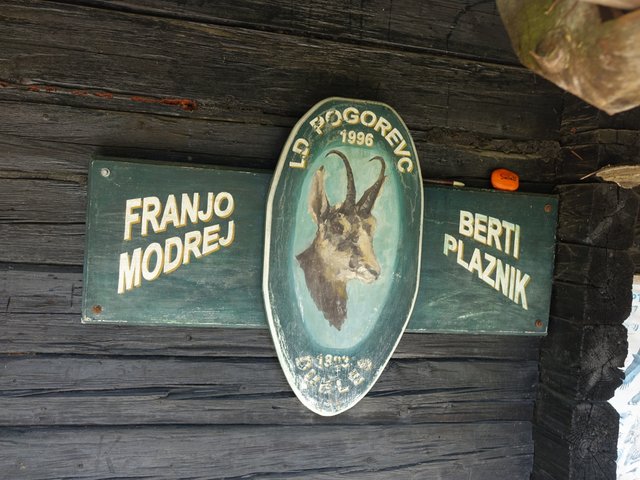 LD POGOREVC
1996
FRANJO
MODREJ
BERTI
PLAZNIK